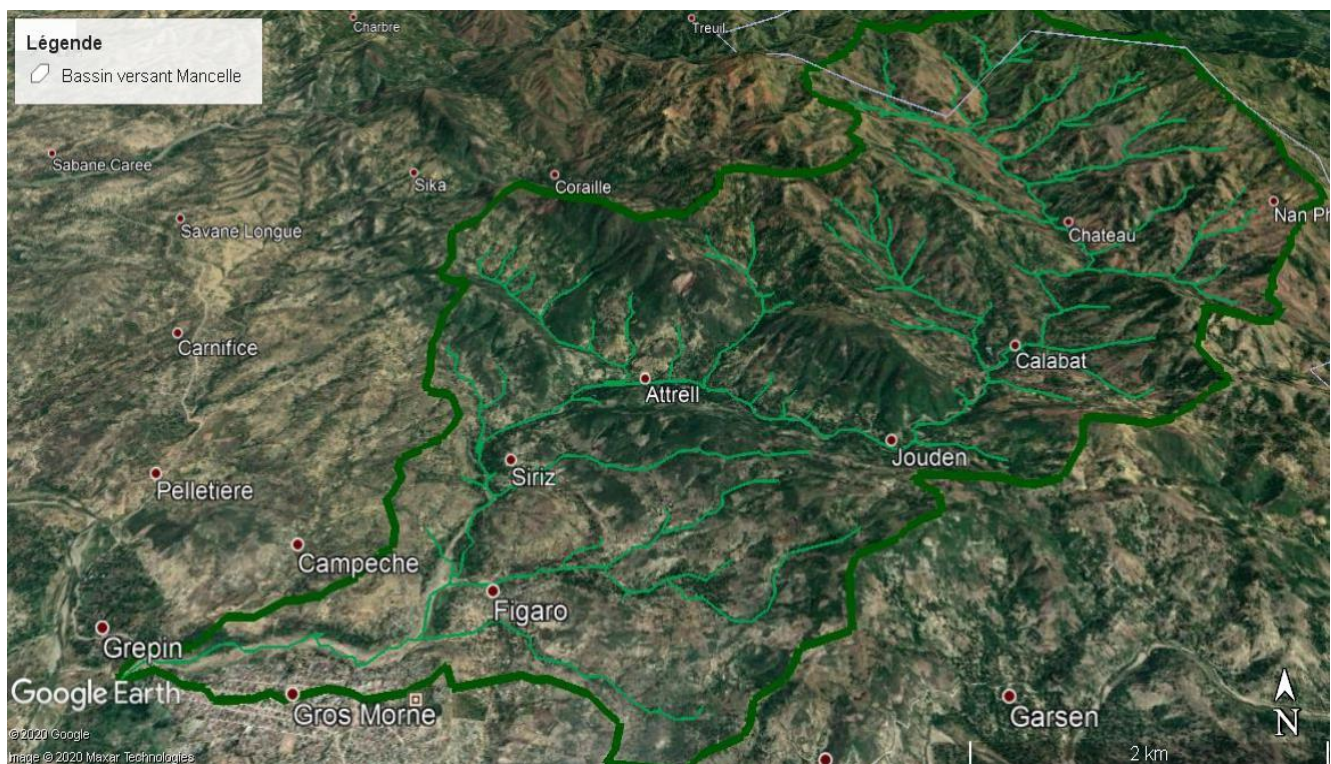 Légende
Bassin versant Mancelle
Charbre
Treuil
Sabane Caree
Sika
Coraille
Savane Longue
Nan Ph
Chateau
Carnifice
Calabat
Attrell
Jouden
Siriz
Pelletiere
Campeche
Figaro
Grepin
Google Earth
Gros Morne
Garsen
N
© 2020 Google
Image © 2020 Maxar Technologies
2 km